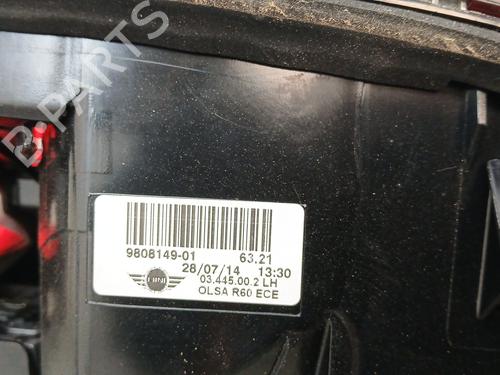 B-PARTS
9808149-01 63.21
28/07/14 13:30
MINI 03.445.00.2 LH
OLSA R60 ECE